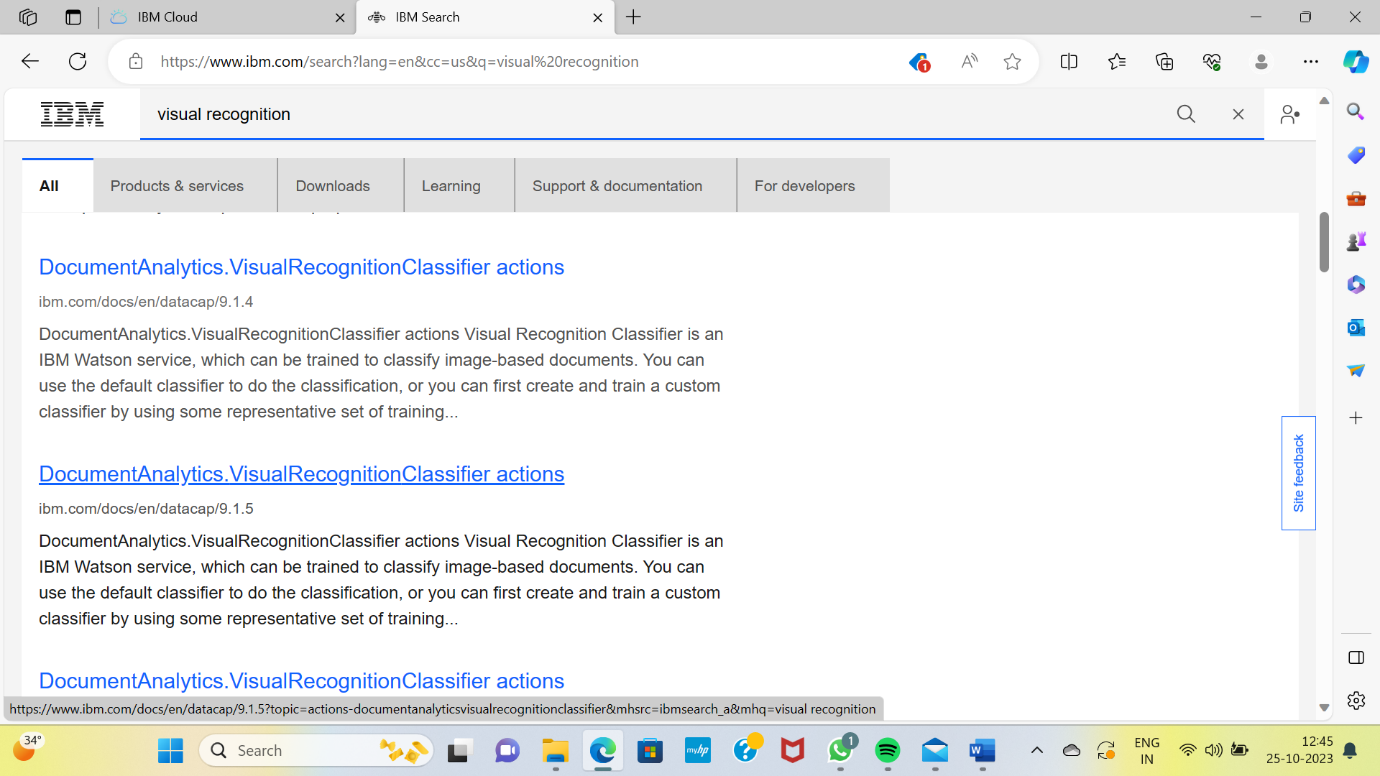 IBM Cloud
IBM Search
https://www.ibm.com/search?lang=en&cc=us&q=visual%20recognition
1
IBM
visual recognition
All
Products & services
Downloads
Learning
Support & documentation
For developers
DocumentAnalytics.VisualRecognitionClassifier actions
ibm.com/docs/en/datacap/9.1.4
DocumentAnalytics.VisualRecognitionClassifier actions Visual Recognition Classifier is an
IBM Watson service, which can be trained to classify image-based documents. You can
use the default classifier to do the classification, or you can first create and train a custom
classifier by using some representative set of training...
DocumentAnalytics.VisualRecognitionClassifier actions
ibm.com/docs/en/datacap/9.1.5
DocumentAnalytics.VisualRecognitionClassifier actions Visual Recognition Classifier is an
IBM Watson service, which can be trained to classify image-based documents. You can
use the default classifier to do the classification, or you can first create and train a custom
classifier by using some representative set of training...
Site feedback
DocumentAnalytics.VisualRecognitionClassifier actions
https://www.ibm.com/docs/en/datacap/9.1.5?topic=actions-documentanalyticsvisualrecognitionclassifier&mhsrc=ibmsearch_a&mhq=visual recognition
34°
Search
myhp
1
ENG
IN
12:45
25-10-2023